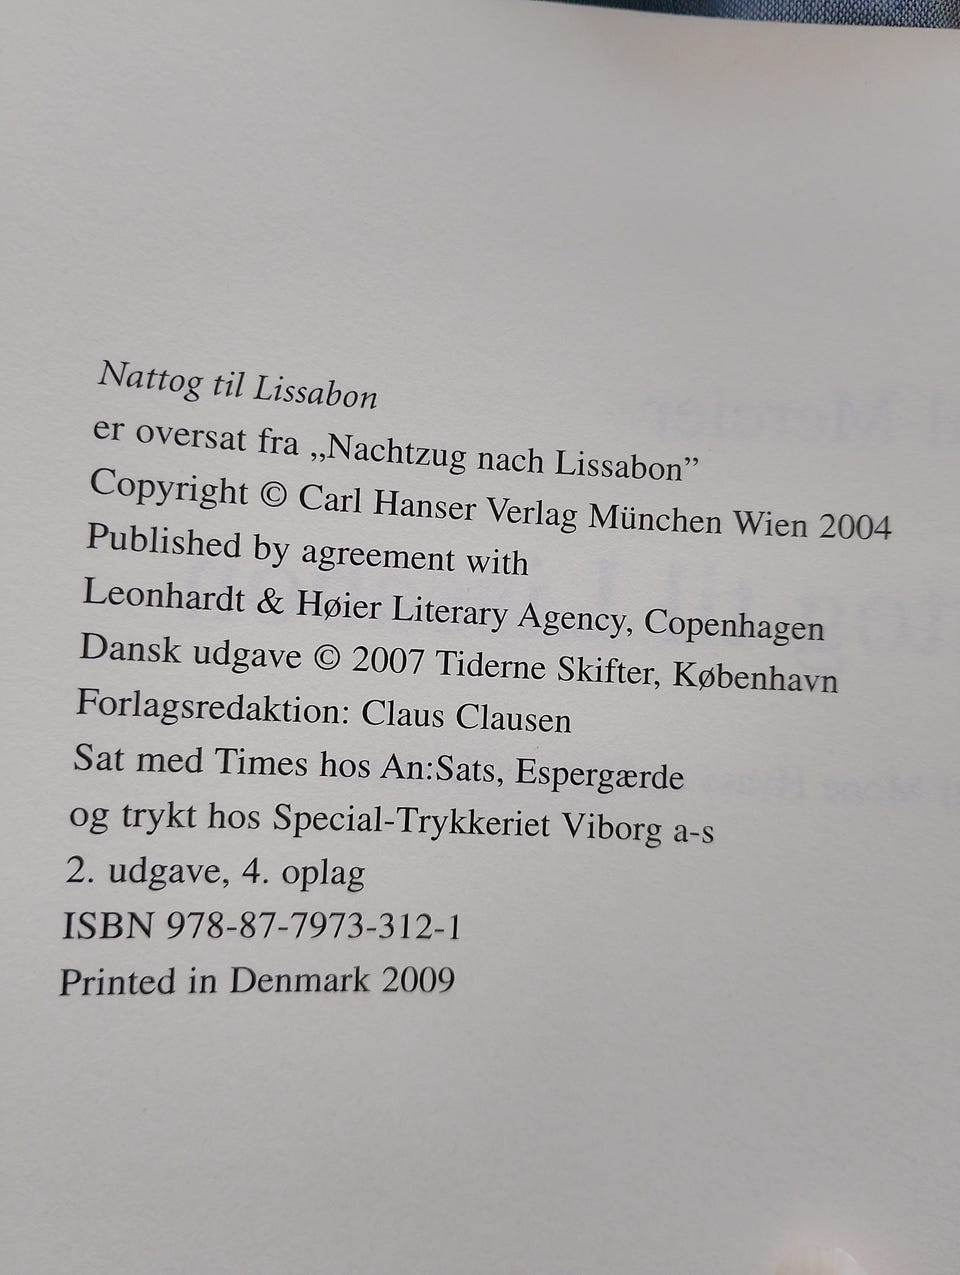 Nattog til Lissabon
er oversat fra „Nachtzug nach Lissabon”
Copyright © Carl Hanser Verlag München Wien 2004
Published by agreement with
Leonhardt & Høier Literary Agency, Copenhagen
Dansk udgave © 2007 Tiderne Skifter, København
Forlagsredaktion: Claus Clausen
Sat med Times hos An:Sats, Espergærde
og trykt hos Special-Trykkeriet Viborg a-s
2. udgave, 4. oplag
ISBN 978-87-7973-312-1
Printed in Denmark 2009